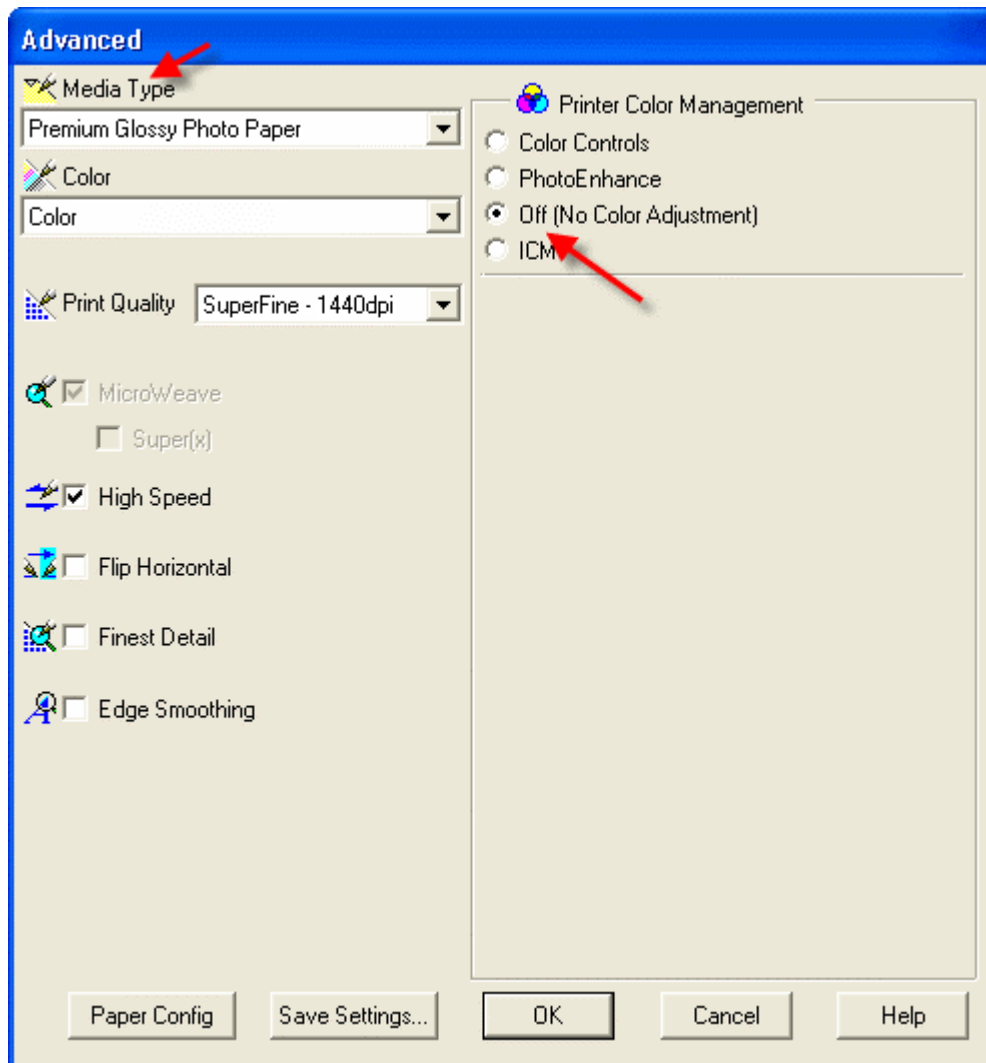 Advanced
Media Type
Premium Glossy Photo Paper
Color
Color
Print Quality SuperFine - 1440dpi
MicroWeave
Super(x)
High Speed
Flip Horizontal
Finest Detail
Edge Smoothing
Printer Color Management
Color Controls
PhotoEnhance
Off (No Color Adjustment)
ICM
Paper Config Save Settings... OK Cancel Help